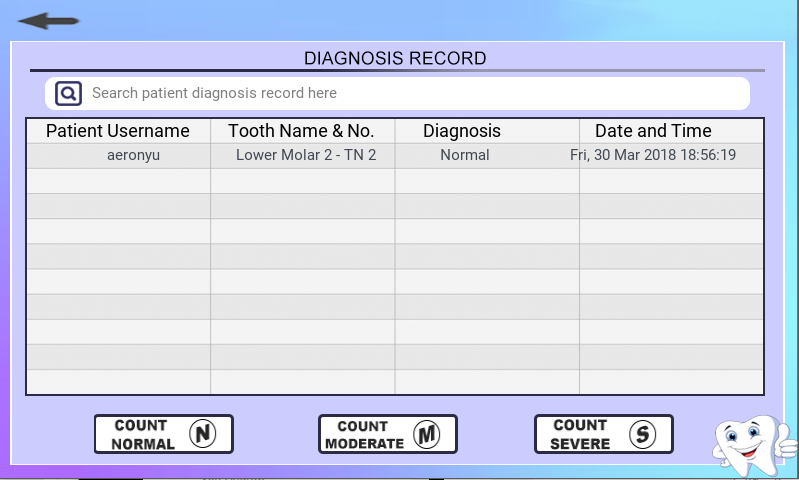 DIAGNOSIS RECORD
Search patient diagnosis record here
Patient Username Tooth Name & No. Diagnosis Date and Time
aeronyu Lower Molar 2 - TN 2 Normal Fri, 30 Mar 2018 18:56:19
COUNT NORMAL N
COUNT MODERATE M
COUNT SEVERE S